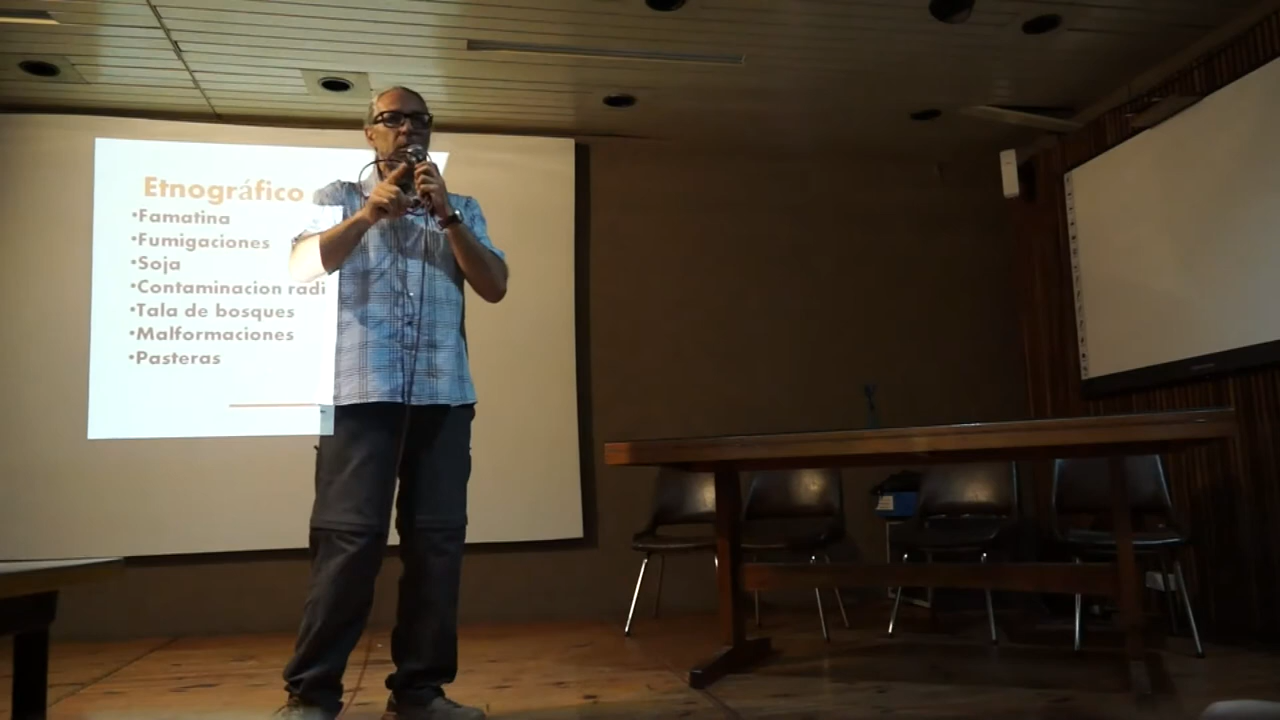 Etnográfico
•Famatina
•Fumigaciones
•Soja
•Contaminacion radi
•Tala de bosques
•Malformaciones
•Pasteras